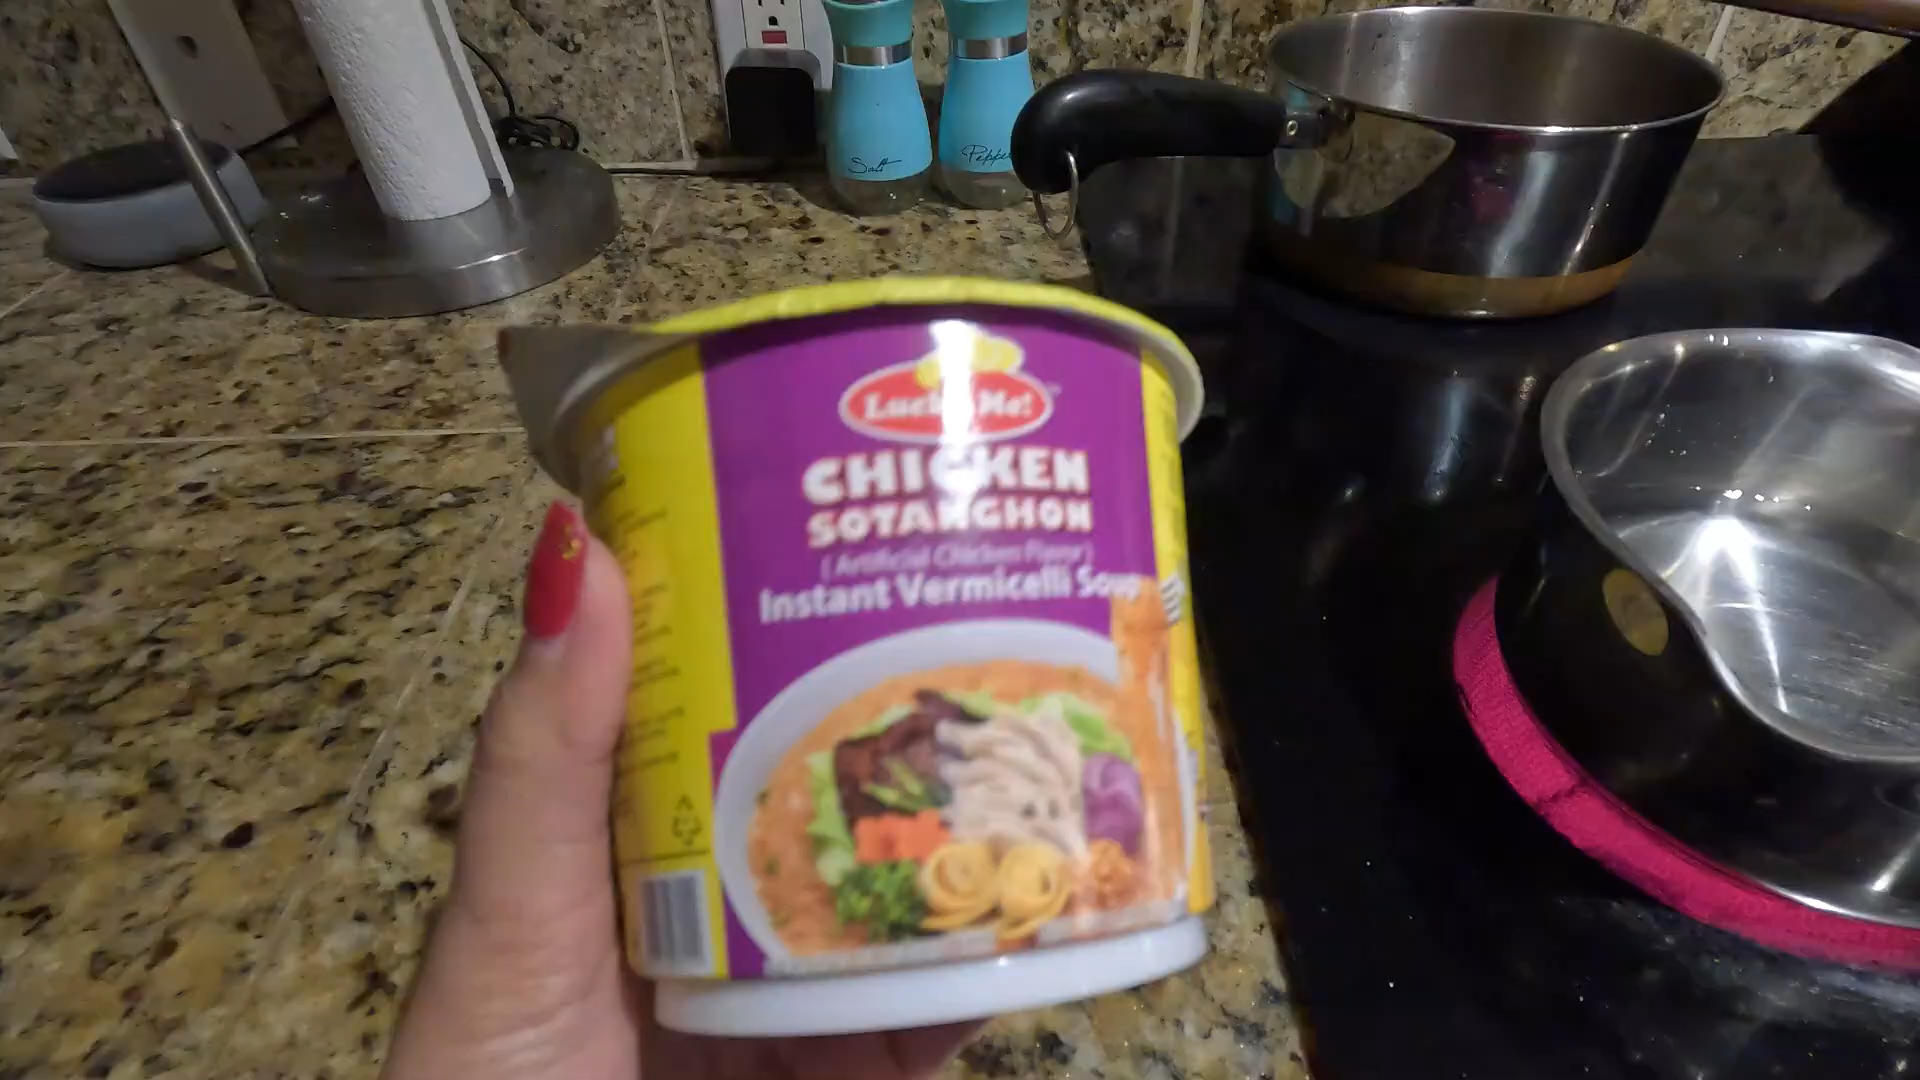 Salt
Pepper
Lucky Me!
CHICKEN
SOTANGHON
( Artificial Chicken Flavor )
Instant Vermicelli Soup